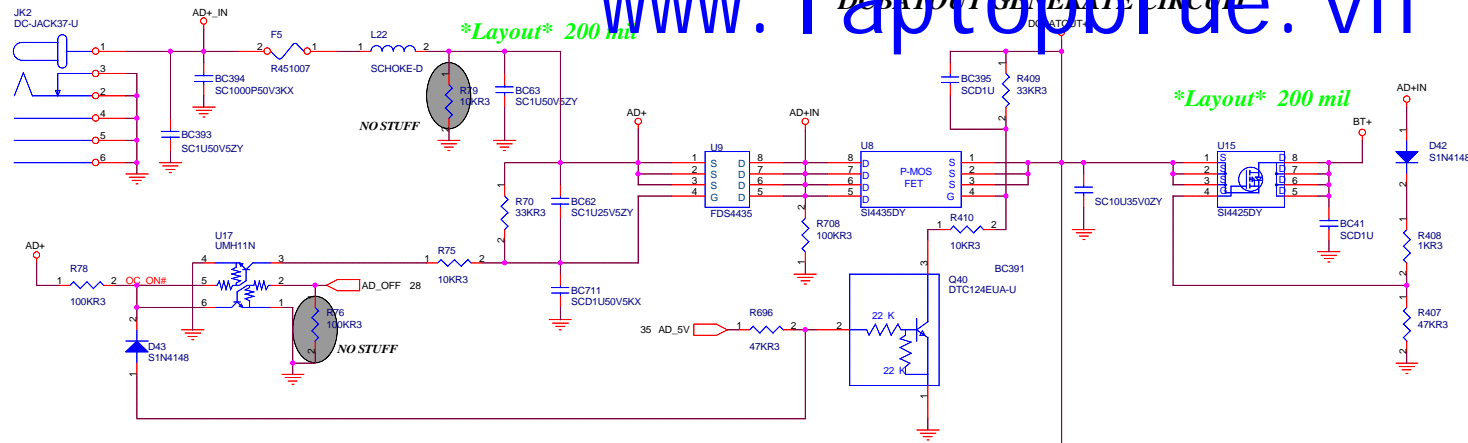 www.laptopblue.vn
DCBATOUT GENERATE CIRCUIT
DCBATOUT+
JK2
DC-JACK37-U
AD+_IN
F5
R451007
L22
SCHOKE-D
*Layout* 200 mil
BC394
SC1000P50V3KX
BC393
SC1U50V5ZY
R79
10KR3
NO STUFF
BC63
SC1U50V5ZY
BC395
SCD1U
R409
33KR3
*Layout* 200 mil
AD+IN
BT+
D42
S1N4148
AD+
AD+IN
U9
S D
S D
S D
G D
FDS4435
U8
P-MOS
FET
D S
D S
D S
D G
SI4435DY
U15
S D
S D
S D
G D
SI4425DY
R70
33KR3
BC62
SC1U25V5ZY
R708
100KR3
R410
10KR3
SC10U35V0ZY
BC41
SCD1U
R408
1KR3
U17
UMH11N
AD+
R78
100KR3
OC_ON#
R75
10KR3
AD_OFF 28
BC711
SCD1U50V5KX
BC391
Q40
DTC124EUA-U
22 K
22 K
R76
100KR3
NO STUFF
D43
S1N4148
35 AD_5V
R696
47KR3
R407
47KR3